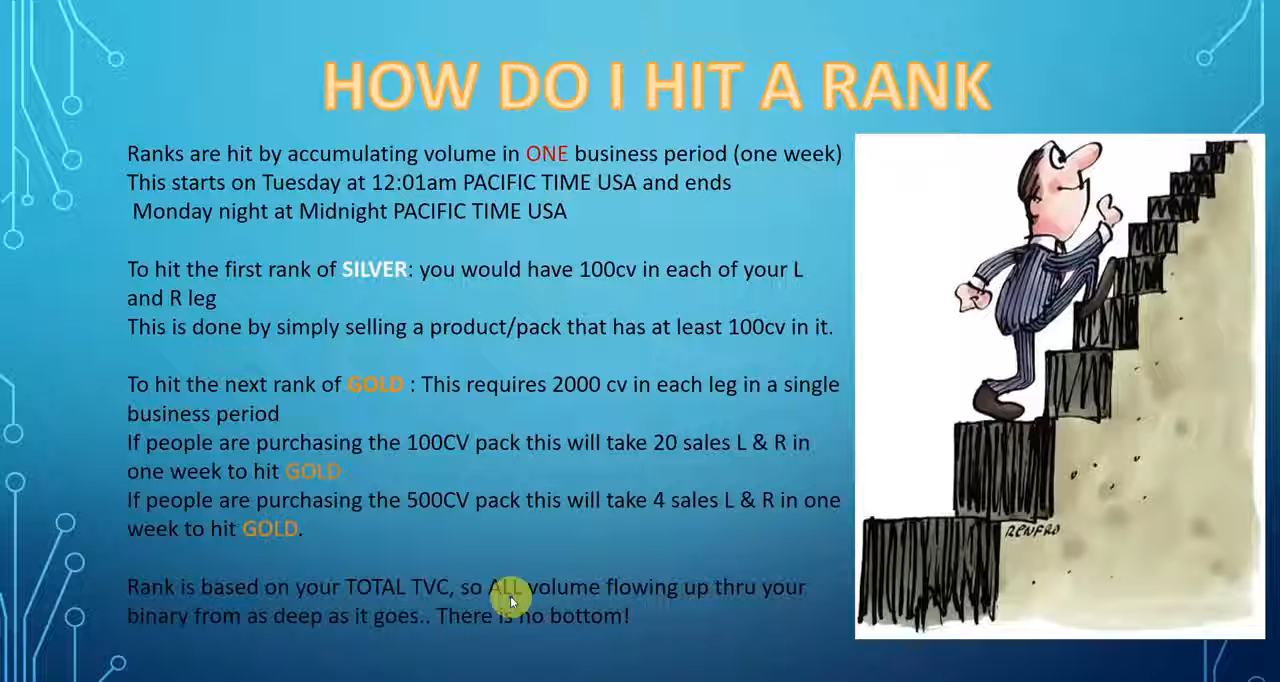 HOW DO I HIT A RANK
Ranks are hit by accumulating volume in ONE business period (one week)
This starts on Tuesday at 12:01am PACIFIC TIME USA and ends
Monday night at Midnight PACIFIC TIME USA
To hit the first rank of SILVER: you would have 100cv in each of your L
and R leg
This is done by simply selling a product/pack that has at least 100cv in it.
To hit the next rank of GOLD : This requires 2000 cv in each leg in a single
business period
If people are purchasing the 100CV pack this will take 20 sales L & R in
one week to hit GOLD
If people are purchasing the 500CV pack this will take 4 sales L & R in one
week to hit GOLD.
Rank is based on your TOTAL TVC, so ALL volume flowing up thru your
binary from as deep as it goes.. There is no bottom!
RENFRO